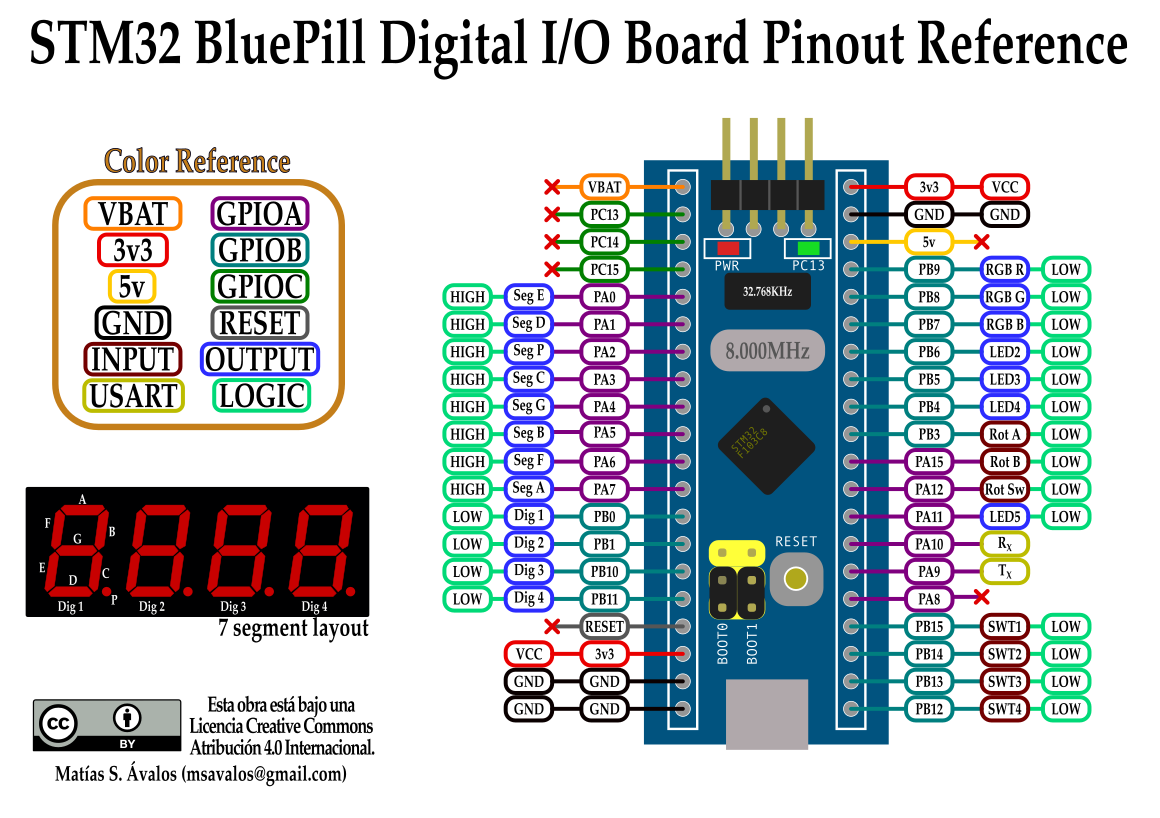 STM32 BluePill Digital I/O Board Pinout Reference
Color Reference
VBAT GPIOA
3v3 GPIOB
5v GPIOC
GND RESET
INPUT OUTPUT
USART LOGIC
A
F B
G
E D C
P
Dig 1 Dig 2 Dig 3 Dig 4
7 segment layout
cc
BY
Esta obra está bajo una
Licencia Creative Commons
Atribución 4.0 Internacional.
Matías S. Ávalos (msavalos@gmail.com)
VBAT
PC13
PC14
PC15
HIGH Seg E PA0
HIGH Seg D PA1
HIGH Seg P PA2
HIGH Seg C PA3
HIGH Seg G PA4
HIGH Seg B PA5
HIGH Seg F PA6
HIGH Seg A PA7
LOW Dig 1 PB0
LOW Dig 2 PB1
LOW Dig 3 PB10
LOW Dig 4 PB11
RESET
VCC 3v3
GND GND
GND GND
PWR PC13
32.768KHz
8.000MHz
STM32
F103C8
RESET
BOOT0 BOOT1
3v3 VCC
GND GND
5v
PB9 RGB R LOW
PB8 RGB G LOW
PB7 RGB B LOW
PB6 LED2 LOW
PB5 LED3 LOW
PB4 LED4 LOW
PB3 Rot A LOW
PA15 Rot B LOW
PA12 Rot Sw LOW
PA11 LED5 LOW
PA10 Rx
PA9 Tx
PA8
PB15 SWT1 LOW
PB14 SWT2 LOW
PB13 SWT3 LOW
PB12 SWT4 LOW